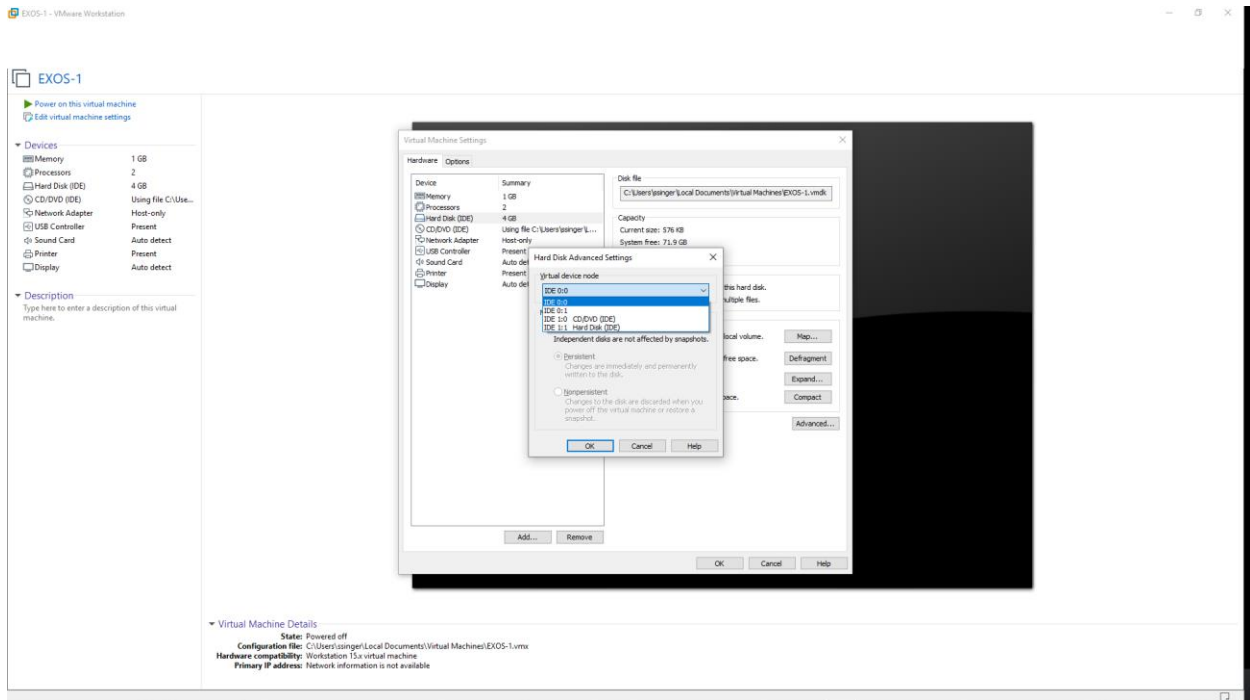 EXOS-1 - VMware Workstation
EXOS-1
Power on this virtual machine
Edit virtual machine settings
Devices
Memory 1 GB
Processors 2
Hard Disk (IDE) 4 GB
CD/DVD (IDE) Using file C:\Use...
Network Adapter Host-only
USB Controller Present
Sound Card Auto detect
Printer Present
Display Auto detect
Description
Type here to enter a description of this virtual
machine.
Virtual Machine Settings
Hardware Options
Device Summary
Memory 1 GB
Processors 2
Hard Disk (IDE) 4 GB
CD/DVD (IDE) Using file C:\Users\ssinger\L...
Network Adapter Host-only
USB Controller Present
Sound Card Auto det
Printer Present
Display Auto det
Disk file
C:\Users\ssinger\Local Documents\Virtual Machines\EXOS-1.vmdk
Capacity
Current size: 576 KB
System free: 71.9 GB
this hard disk.
multiple files.
local volume. Map...
free space. Defragment
Expand...
pace. Compact
Advanced...
Hard Disk Advanced Settings
Virtual device node
IDE 0:0
IDE 0:0
IDE 0:1
IDE 1:0 CD/DVD (IDE)
IDE 1:1 Hard Disk (IDE)
Independent disks are not affected by snapshots.
Persistent
Changes are immediately and permanently
written to the disk.
Nonpersistent
Changes to the disk are discarded when you
power off the virtual machine or restore a
snapshot.
OK Cancel Help
Add... Remove
OK Cancel Help
Virtual Machine Details
State: Powered off
Configuration file: C:\Users\ssinger\Local Documents\Virtual Machines\EXOS-1.vmx
Hardware compatibility: Workstation 15.x virtual machine
Primary IP address: Network information is not available